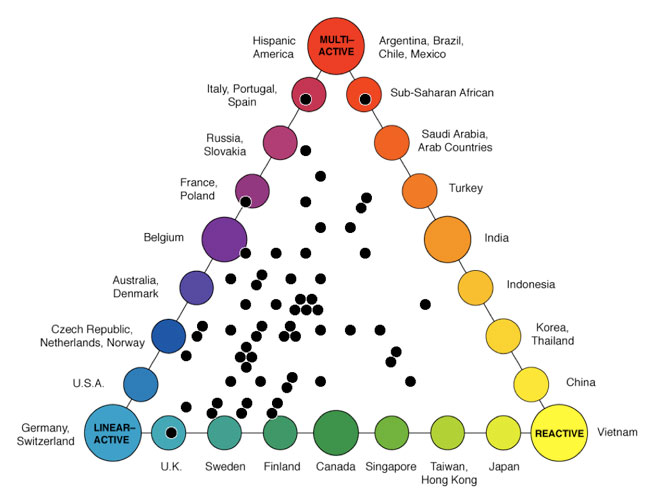 Hispanic
America
MULTI–
ACTIVE
Argentina, Brazil,
Chile, Mexico
Italy, Portugal,
Spain
Sub-Saharan African
Russia,
Slovakia
Saudi Arabia,
Arab Countries
France,
Poland
Turkey
Belgium
India
Australia,
Denmark
Indonesia
Czech Republic,
Netherlands, Norway
Korea,
Thailand
U.S.A.
China
Germany,
Switzerland
LINEAR–
ACTIVE
REACTIVE
Vietnam
U.K.
Sweden
Finland
Canada
Singapore
Taiwan,
Hong Kong
Japan